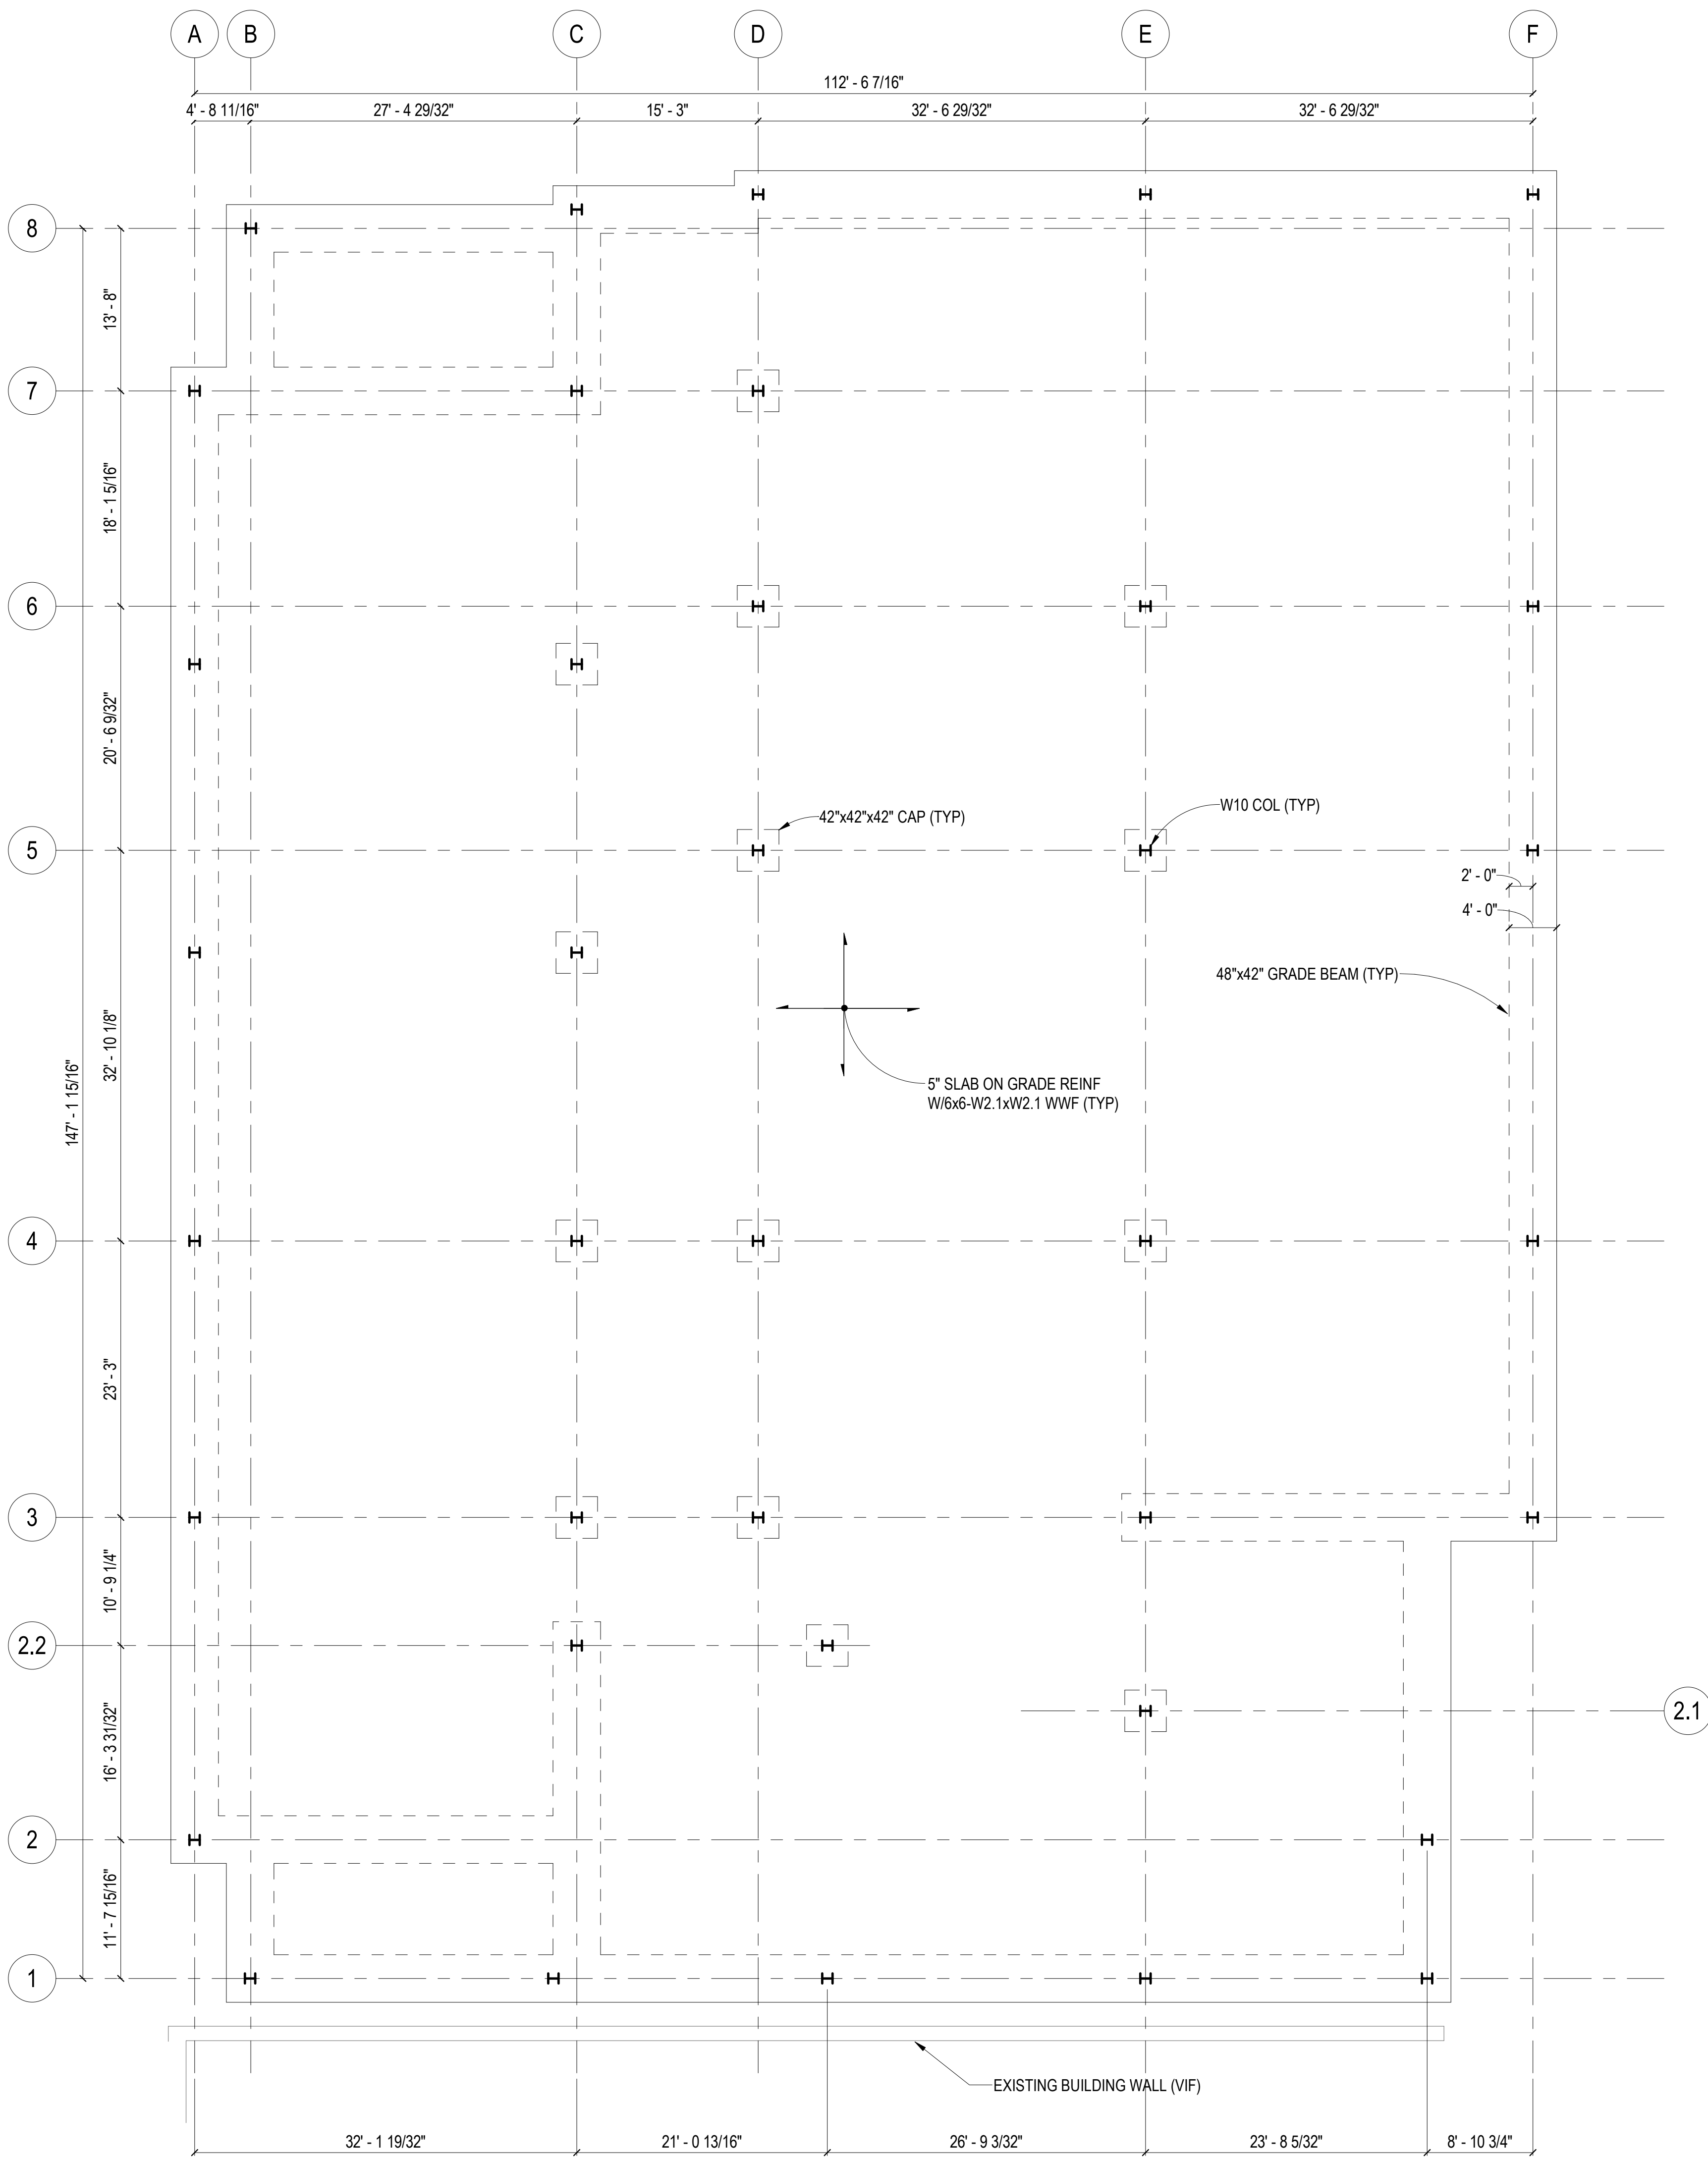 A
B
C
D
E
F
112' - 6 7/16"
4' - 8 11/16"
27' - 4 29/32"
15' - 3"
32' - 6 29/32"
32' - 6 29/32"
8
13' - 8"
7
18' - 1 5/16"
6
20' - 6 9/32"
42"x42"x42" CAP (TYP)
W10 COL (TYP)
5
2' - 0"
4' - 0"
48"x42" GRADE BEAM (TYP)
32' - 10 1/8"
147' - 1 15/16"
5" SLAB ON GRADE REINF
W/6x6-W2.1xW2.1 WWF (TYP)
4
23' - 3"
3
10' - 9 1/4"
2.2
2.1
16' - 3 31/32"
2
11' - 7 15/16"
1
EXISTING BUILDING WALL (VIF)
32' - 1 19/32"
21' - 0 13/16"
26' - 9 3/32"
23' - 8 5/32"
8' - 10 3/4"